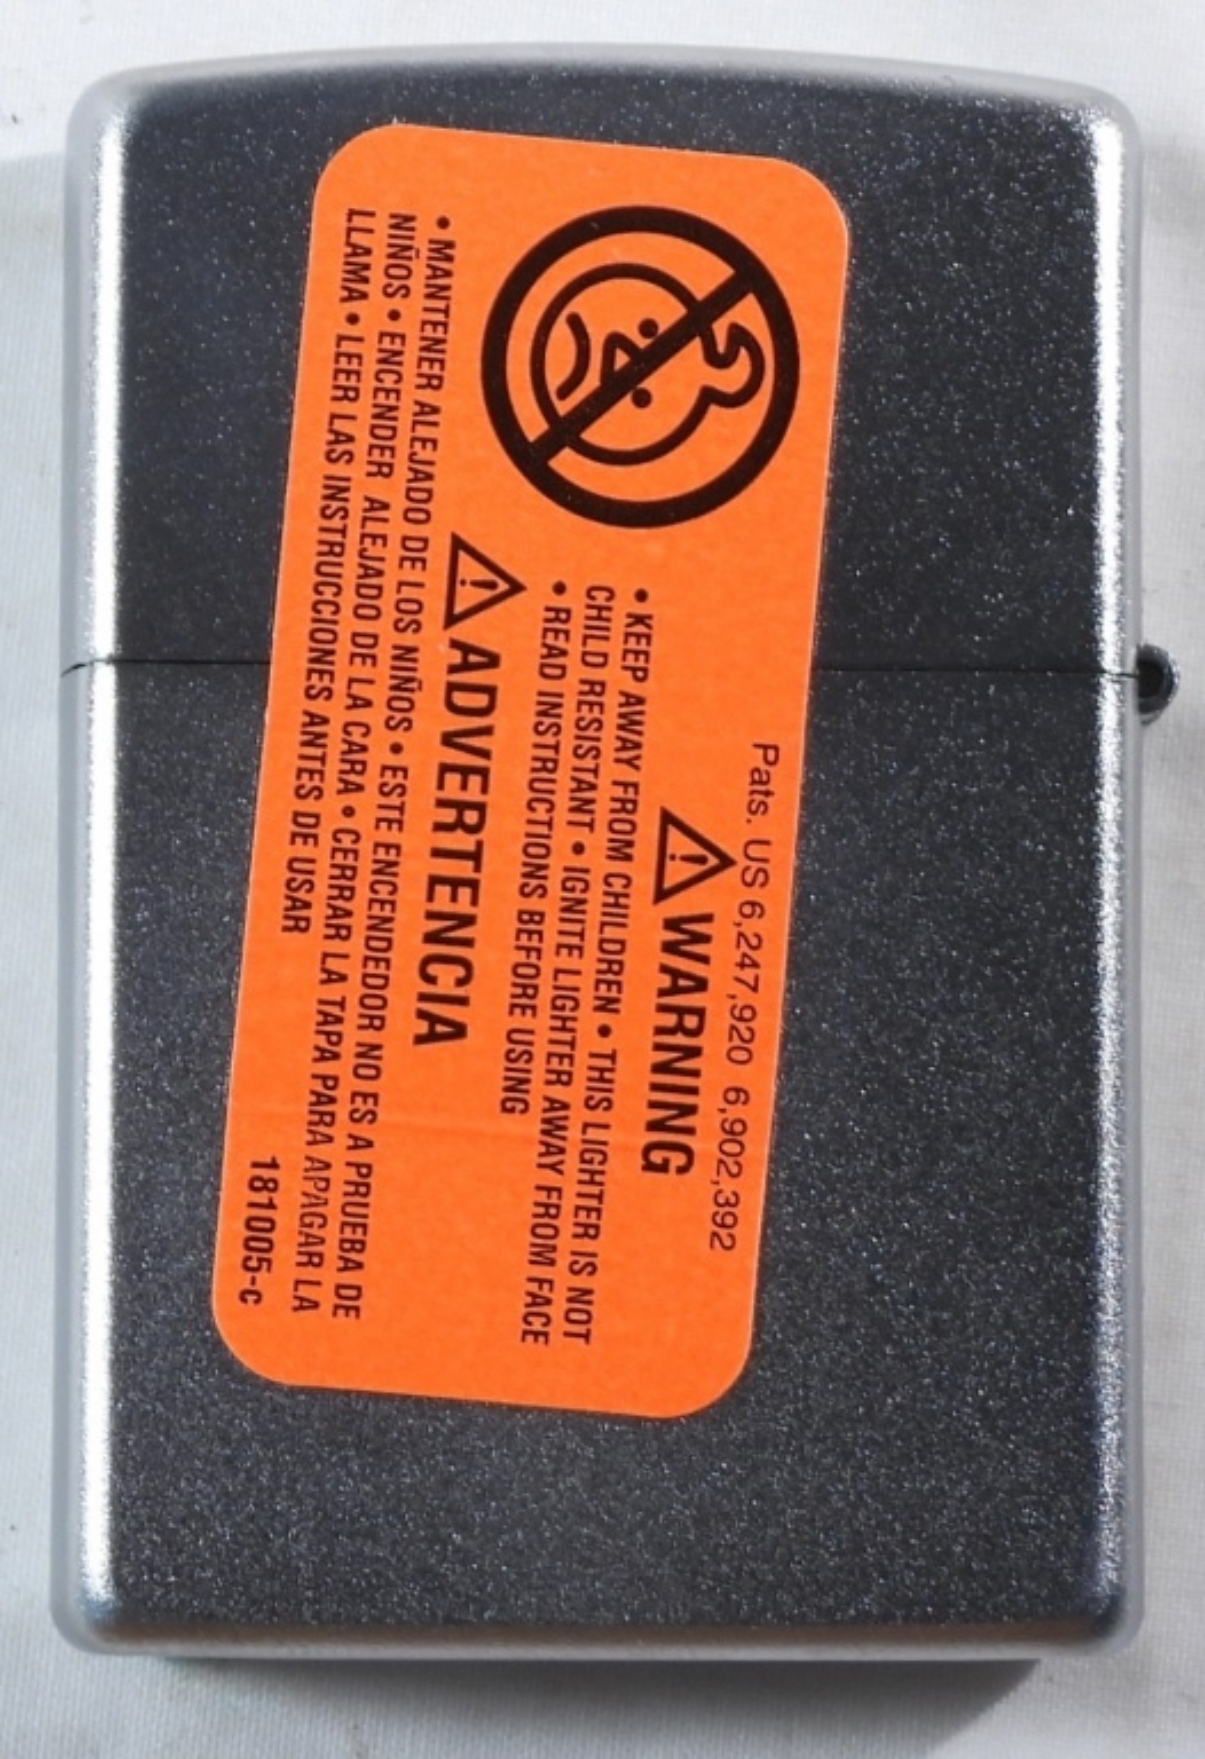 Pats. US 6,247,920 6,902,392
WARNING
• KEEP AWAY FROM CHILDREN • THIS LIGHTER IS NOT
CHILD RESISTANT • IGNITE LIGHTER AWAY FROM FACE
• READ INSTRUCTIONS BEFORE USING
ADVERTENCIA
• MANTENER ALEJADO DE LOS NIÑOS • ESTE ENCENDEDOR NO ES A PRUEBA DE
NIÑOS • ENCENDER ALEJADO DE LA CARA • CERRAR LA TAPA PARA APAGAR LA
LLAMA • LEER LAS INSTRUCCIONES ANTES DE USAR
181005-c